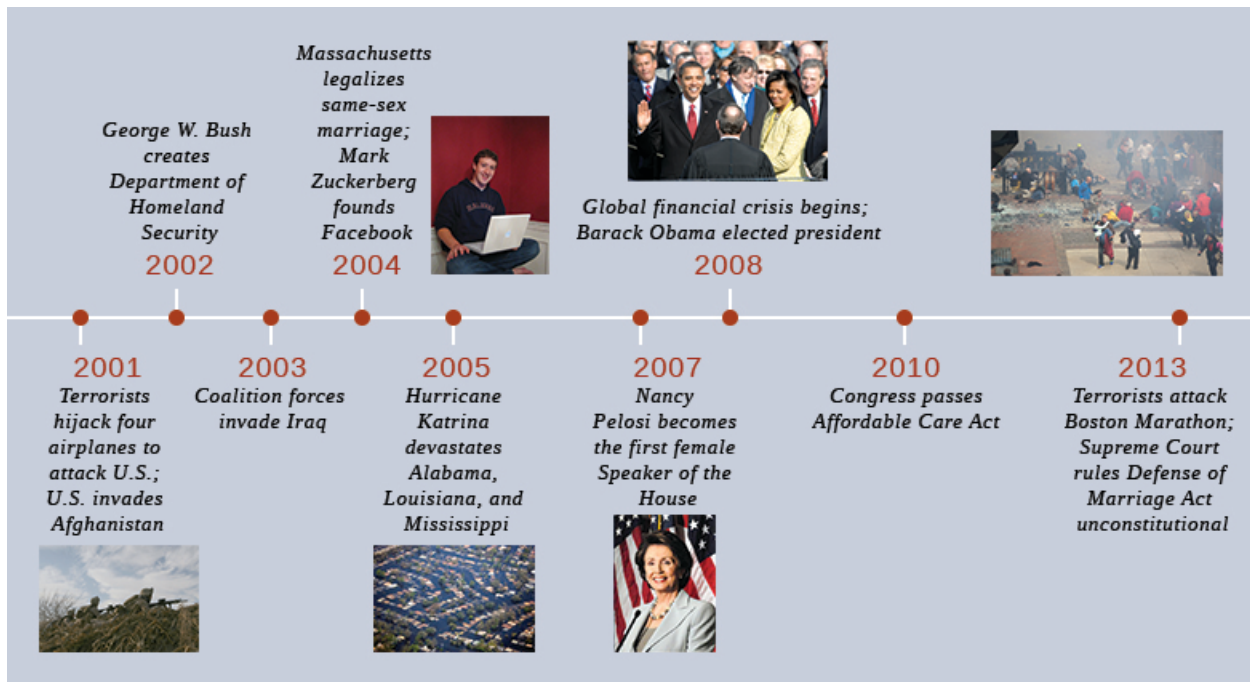 George W. Bush
creates
Department of
Homeland
Security
2002
Massachusetts
legalizes
same-sex
marriage;
Mark
Zuckerberg
founds
Facebook
2004
Global financial crisis begins;
Barack Obama elected president
2008
2001
Terrorists
hijack four
airplanes to
attack U.S.;
U.S. invades
Afghanistan
2003
Coalition forces
invade Iraq
2005
Hurricane
Katrina
devastates
Alabama,
Louisiana, and
Mississippi
2007
Nancy
Pelosi becomes
the first female
Speaker of the
House
2010
Congress passes
Affordable Care Act
2013
Terrorists attack
Boston Marathon;
Supreme Court
rules Defense of
Marriage Act
unconstitutional